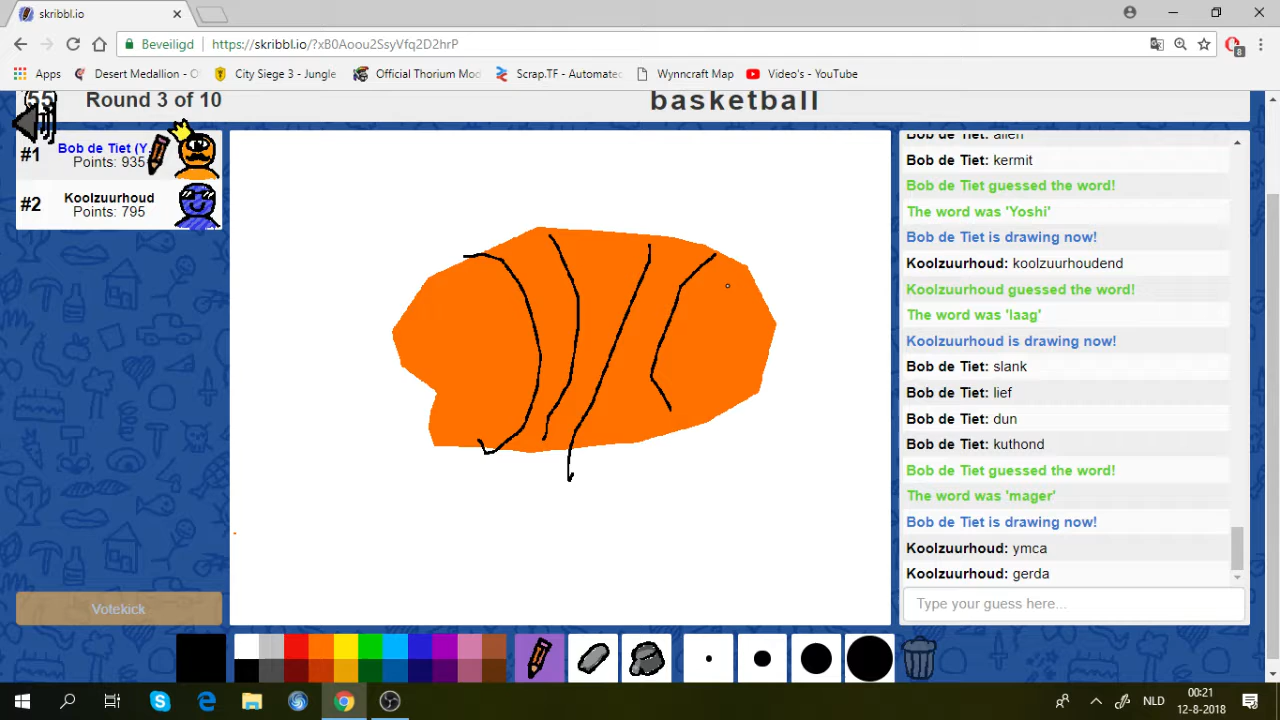 skribbl.io
Beveiligd
https://skribbl.io/?xB0Aoou2SsyVfq2D2hrP
8
Apps
Desert Medallion - O
City Siege 3 - Jungle
Official Thorium Mod
Scrap.TF - Automated
Wynncraft Map
Video's - YouTube
55
Round 3 of 10
basketball
#1
Bob de Tiet (Y
Points: 935
#2
Koolzuurhoud
Points: 795
Bob de Tiet: alien
Bob de Tiet: kermit
Bob de Tiet guessed the word!
The word was 'Yoshi'
Bob de Tiet is drawing now!
Koolzuurhoud: koolzuurhoudend
Koolzuurhoud guessed the word!
The word was 'laag'
Koolzuurhoud is drawing now!
Bob de Tiet: slank
Bob de Tiet: lief
Bob de Tiet: dun
Bob de Tiet: kuthond
Bob de Tiet guessed the word!
The word was 'mager'
Bob de Tiet is drawing now!
Koolzuurhoud: ymca
Koolzuurhoud: gerda
Type your guess here...
Votekick
NLD
00:21
12-8-2018